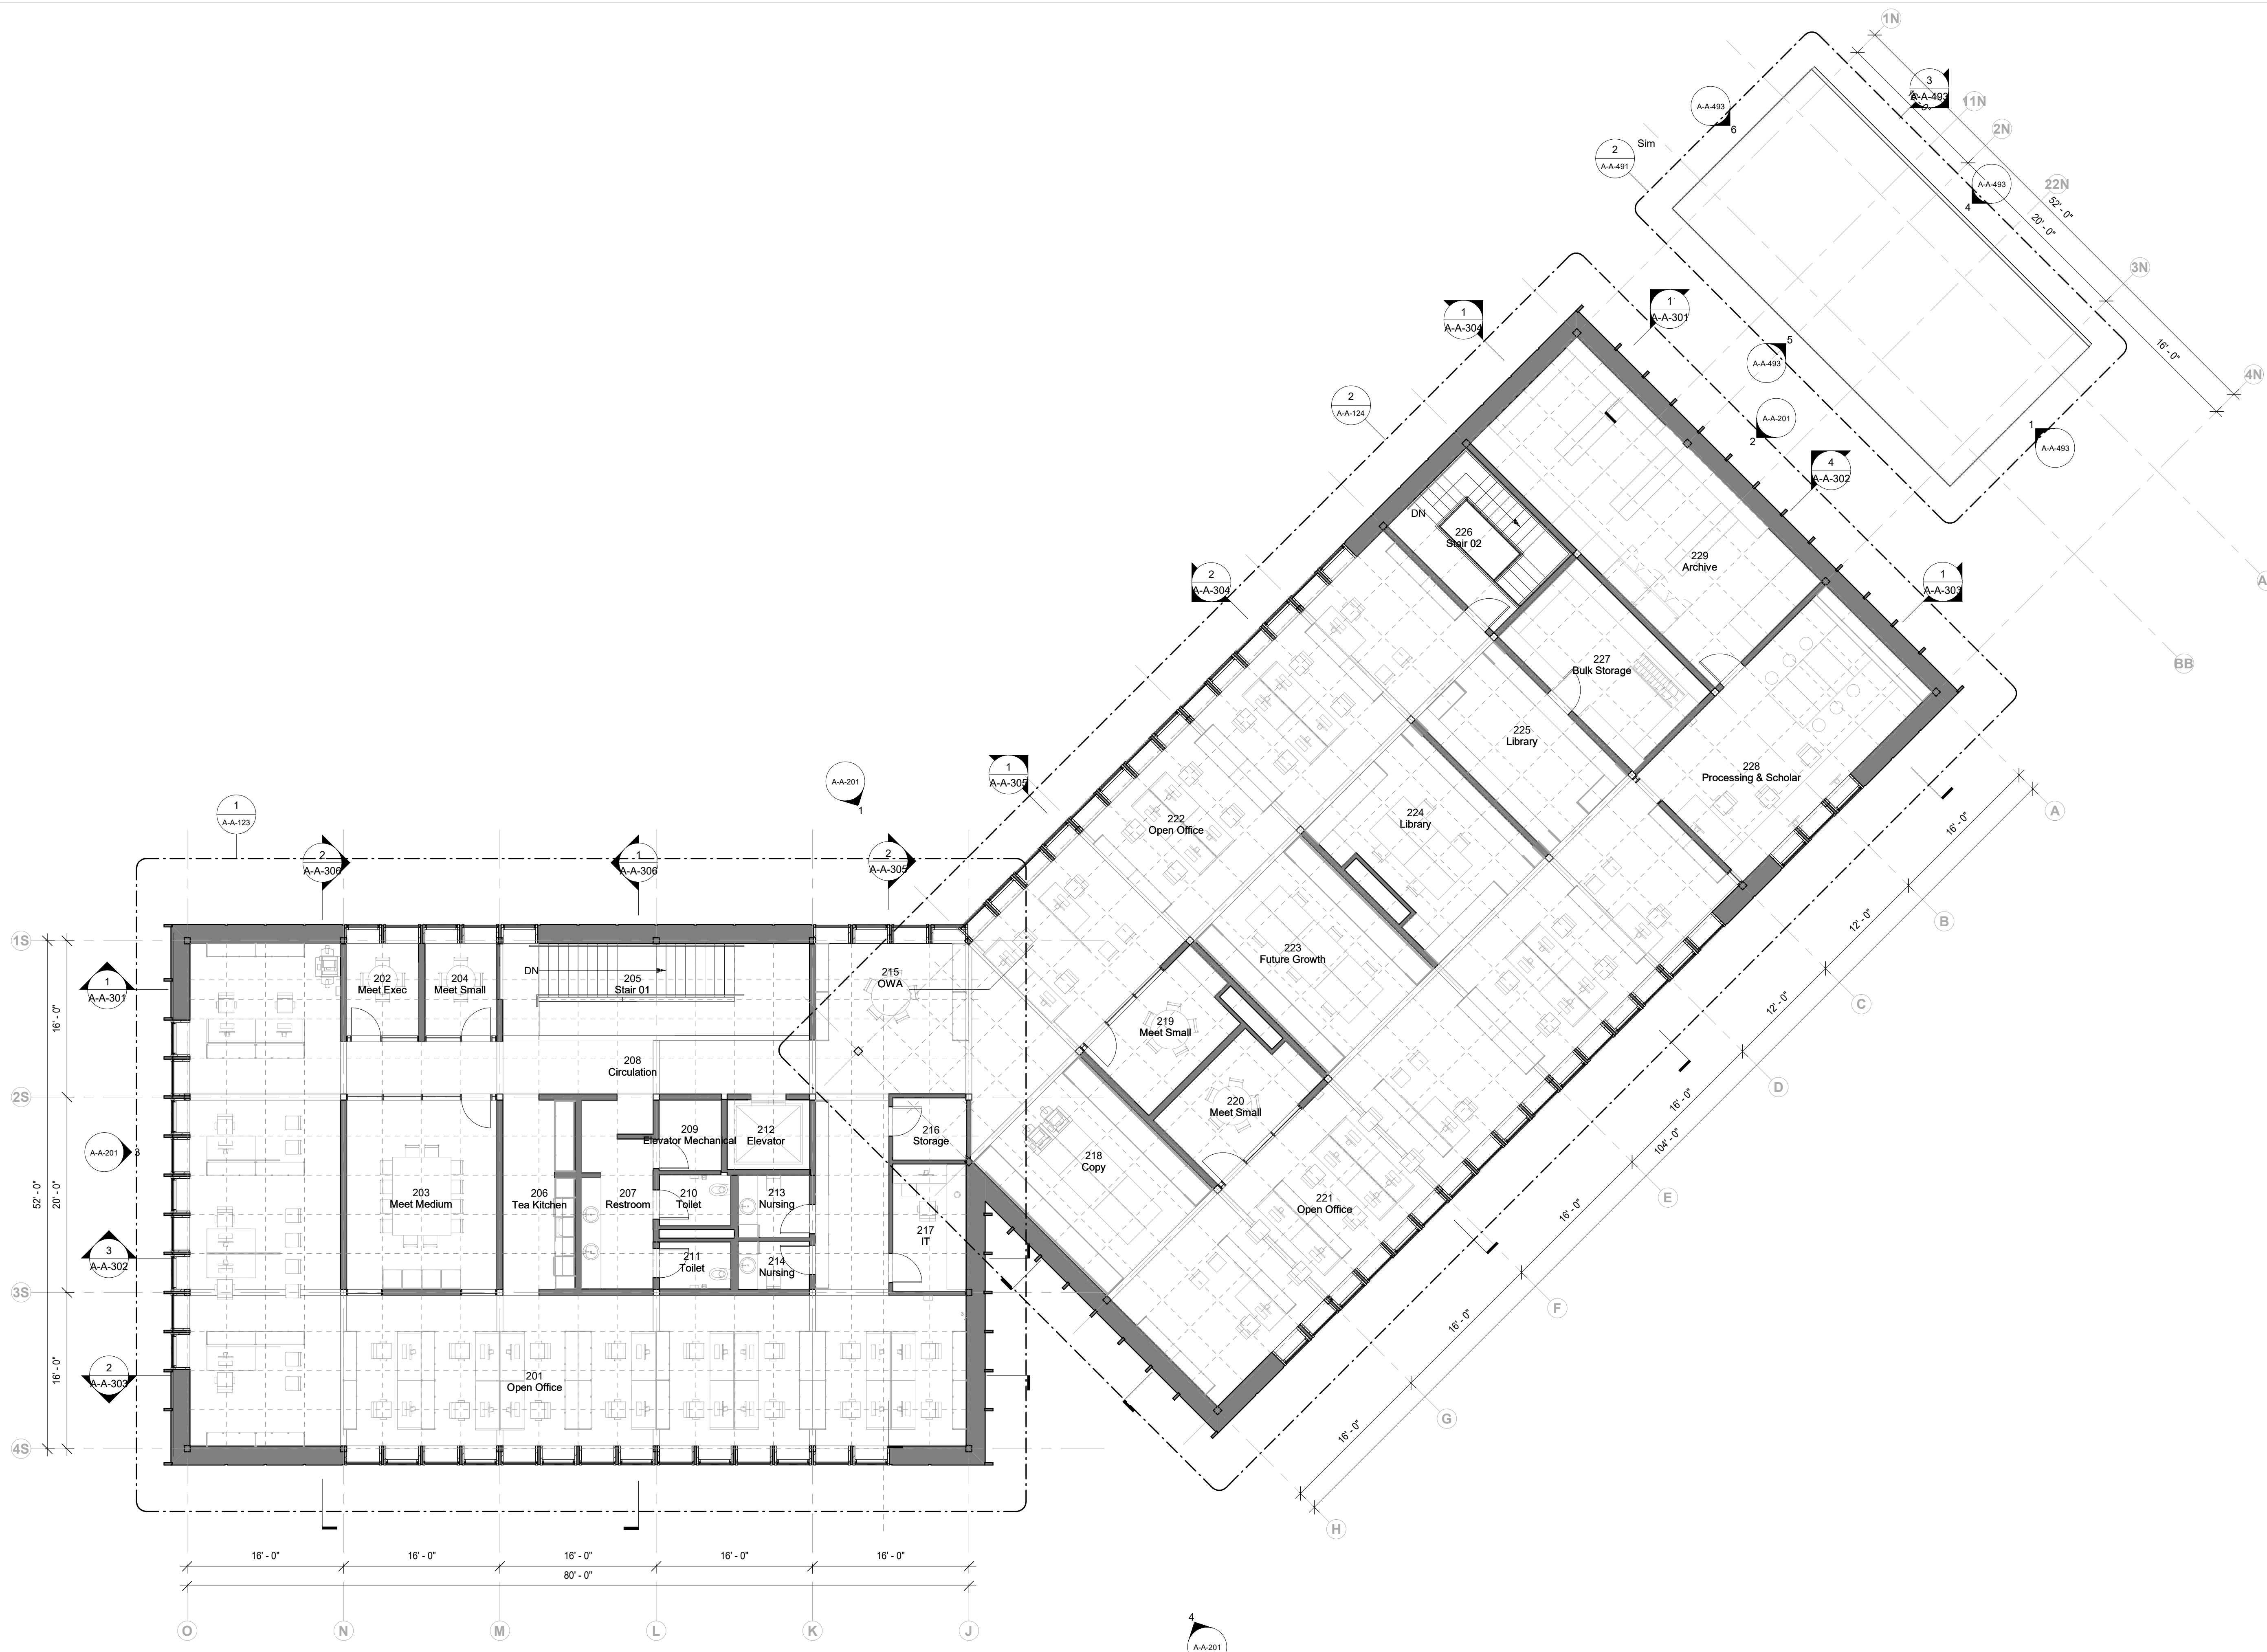 1N
3
A-A-493
11N
A-A-493
6
2N
2
A-A-491
Sim
A-A-493
4
22N
52' - 0"
20' - 0"
3N
16' - 0"
4N
1
A-A-304
1
A-A-301
5
A-A-493
2
A-A-124
A-A-201
2
1
A-A-493
4
A-A-302
DN
226
Stair 02
229
Archive
2
A-A-304
1
A-A-303
A
BB
227
Bulk Storage
225
Library
228
Processing & Scholar
1
A-A-305
A-A-201
1
222
Open Office
224
Library
A
16' - 0"
B
12' - 0"
C
12' - 0"
D
16' - 0"
104' - 0"
E
16' - 0"
F
16' - 0"
G
16' - 0"
H
1
A-A-123
2
A-A-306
1
A-A-306
2
A-A-305
1S
1
A-A-301
202
Meet Exec
204
Meet Small
DN
205
Stair 01
215
OWA
223
Future Growth
219
Meet Small
16' - 0"
208
Circulation
2S
A-A-201
3
209
Elevator Mechanical
212
Elevator
216
Storage
220
Meet Small
218
Copy
52' - 0"
20' - 0"
203
Meet Medium
206
Tea Kitchen
207
Restroom
210
Toilet
213
Nursing
217
IT
221
Open Office
3
A-A-302
211
Toilet
214
Nursing
3S
16' - 0"
2
A-A-303
201
Open Office
4S
16' - 0"
16' - 0"
16' - 0"
16' - 0"
16' - 0"
80' - 0"
O
N
M
L
K
J
4
A-A-201